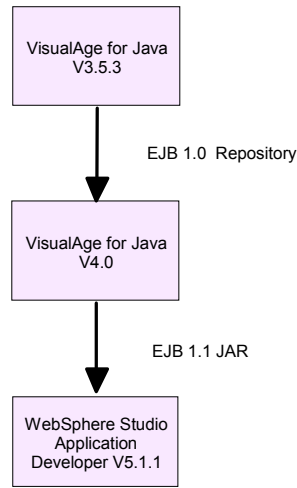 VisualAge for Java
V3.5.3
EJB 1.0 Repository
VisualAge for Java
V4.0
EJB 1.1 JAR
WebSphere Studio
Application
Developer V5.1.1